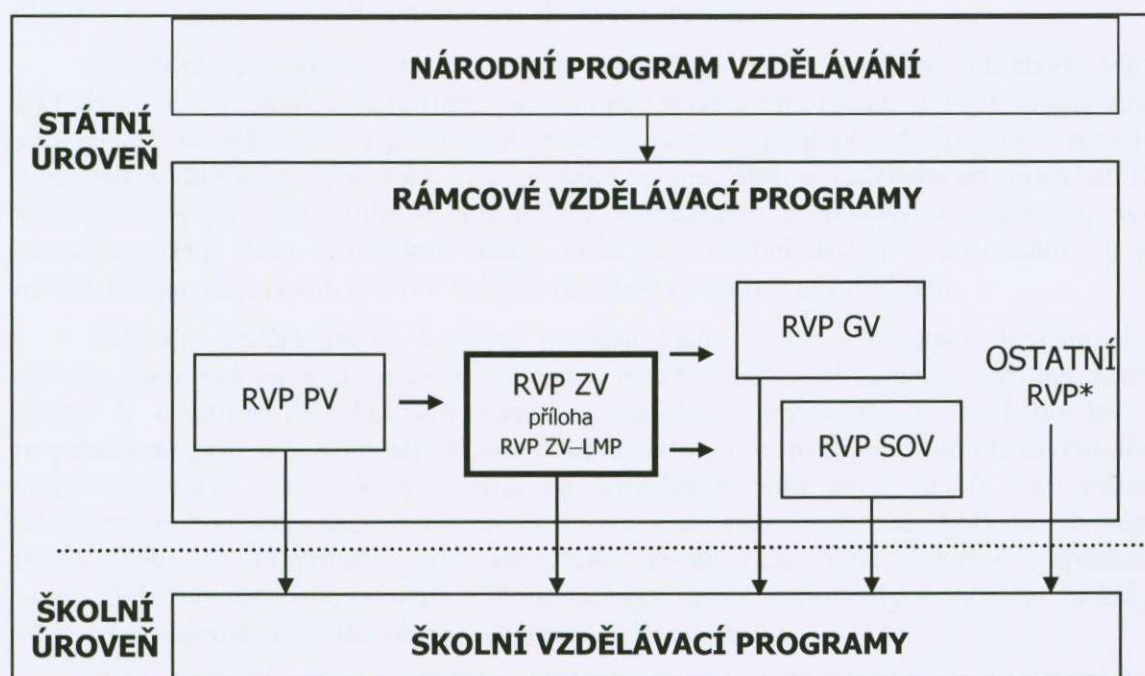 NÁRODNÍ PROGRAM VZDĚLÁVÁNÍ
STÁTNÍ
ÚROVEŇ
RÁMCOVÉ VZDĚLÁVACÍ PROGRAMY
RVP PV
RVP ZV
příloha
RVP ZV–LMP
RVP GV
RVP SOV
OSTATNÍ
RVP*
ŠKOLNÍ
ÚROVEŇ
ŠKOLNÍ VZDĚLÁVACÍ PROGRAMY